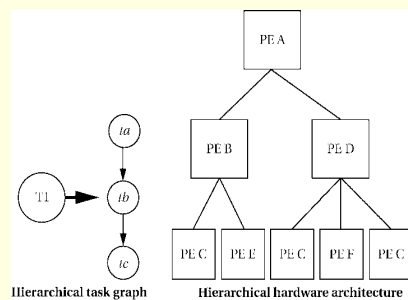 PE A
ta
PE B
PE D
T1
tb
tc
PE C
PE E
PE C
PE F
PE C
Hierarchical task graph
Hierarchical hardware architecture